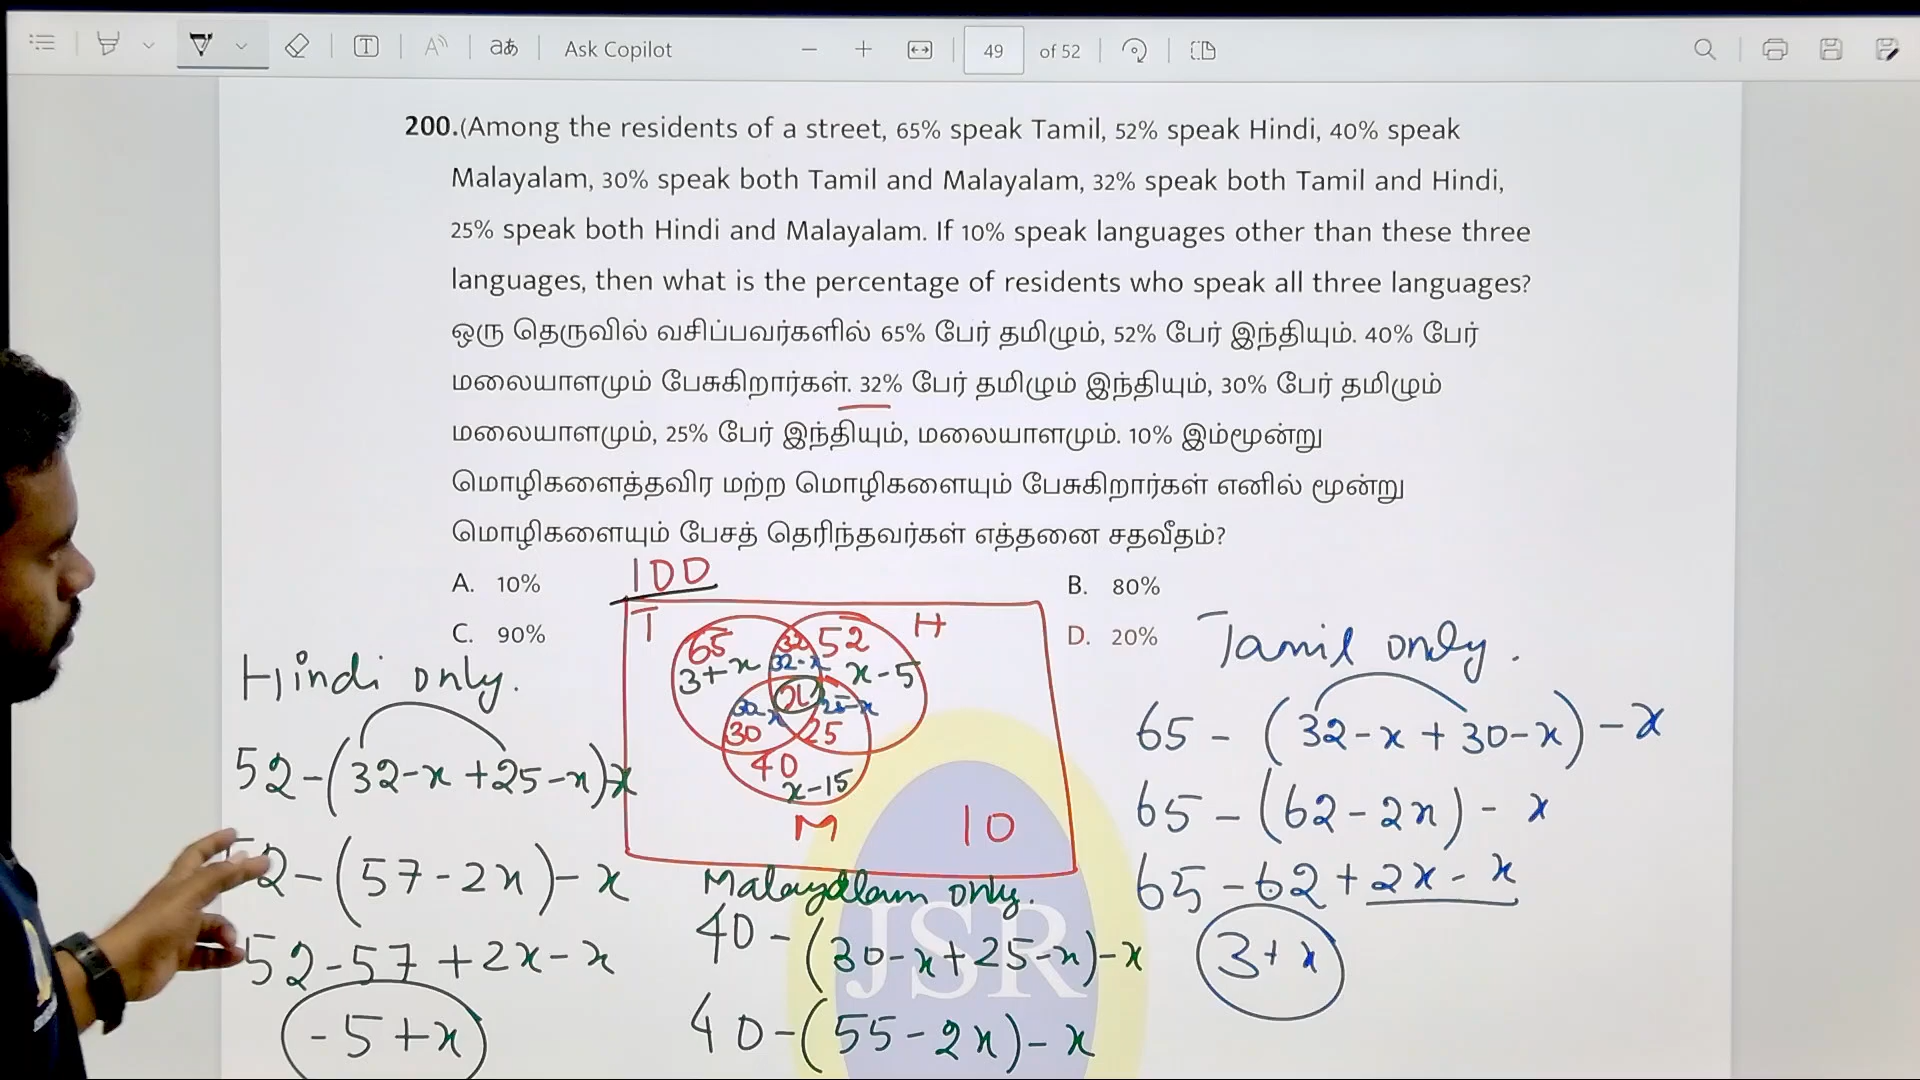 Ask Copilot 49 of 52
200.(Among the residents of a street, 65% speak Tamil, 52% speak Hindi, 40% speak
Malayalam, 30% speak both Tamil and Malayalam, 32% speak both Tamil and Hindi,
25% speak both Hindi and Malayalam. If 10% speak languages other than these three
languages, then what is the percentage of residents who speak all three languages?
ஒரு தெருவில் வசிப்பவர்களில் 65% பேர் தமிழும், 52% பேர் இந்தியும். 40% பேர்
மலையாளமும் பேசுகிறார்கள். 32% பேர் தமிழும் இந்தியும், 30% பேர் தமிழும்
மலையாளமும், 25% பேர் இந்தியும், மலையாளமும். 10% இம்மூன்று
மொழிகளைத்தவிர மற்ற மொழிகளையும் பேசுகிறார்கள் எனில் மூன்று
மொழிகளையும் பேசத் தெரிந்தவர்கள் எத்தனை சதவீதம்?
A. 10% B. 80%
C. 90% D. 20%
100
T H
65 32 52
3+x 32-x x-5
x
30-x 25-x
30 25
40
x-15
M 10
Hindi only.
52-(32-x+25-x)-x
52-(57-2x)-x
52-57+2x-x
-5+x
Malayalam only.
40-(30-x+25-x)-x
40-(55-2x)-x
Tamil only.
65-(32-x+30-x)-x
65-(62-2x)-x
65-62+2x-x
3+x
JSR